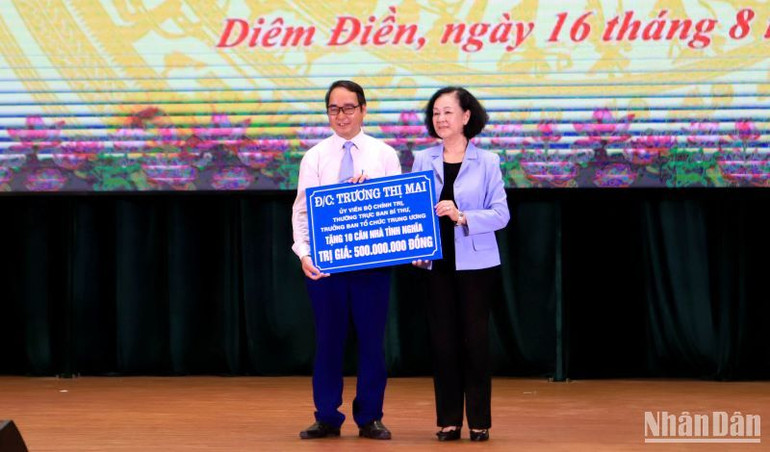 Diêm Điền, ngày 16 tháng 8 n
Đ/C: TRƯƠNG THỊ MAI
ỦY VIÊN BỘ CHÍNH TRỊ,
THƯỜNG TRỰC BAN BÍ THƯ,
TRƯỞNG BAN TỔ CHỨC TRUNG ƯƠNG
TẶNG 10 CĂN NHÀ TÌNH NGHĨA
TRỊ GIÁ: 500.000.000 ĐỒNG
NhânDân